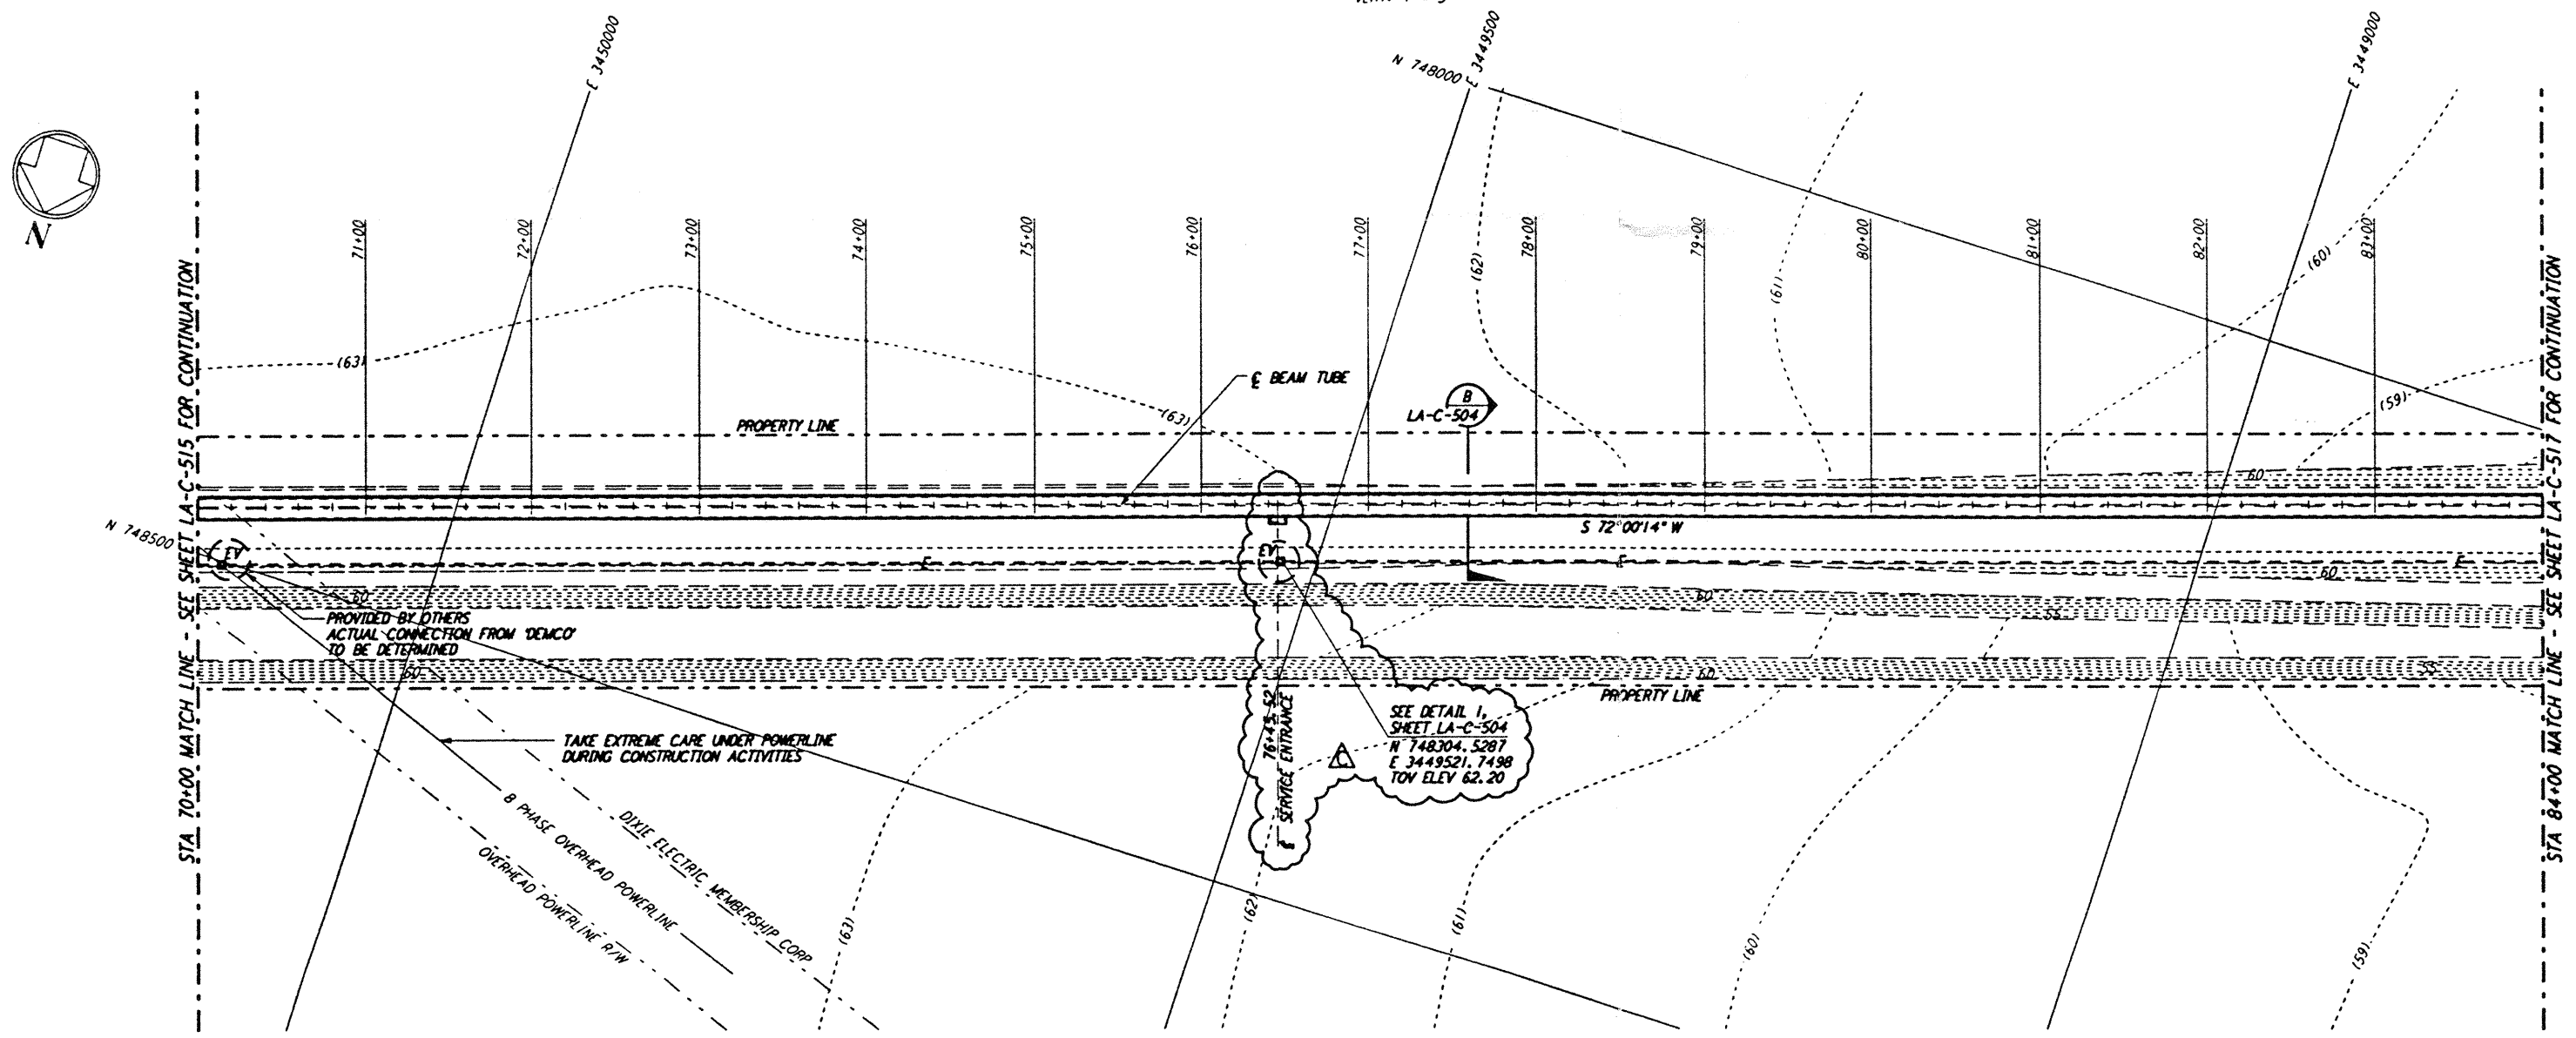 E 3450000
E 3449500
N 748000
E 3449000
N
71+00
72+00
73+00
74+00
75+00
76+00
77+00
78+00
79+00
80+00
81+00
82+00
83+00
(62)
(61)
(60)
(63)
(63)
(59)
STA 70+00 MATCH LINE - SEE SHEET LA-C-515 FOR CONTINUATION
STA 84+00 MATCH LINE - SEE SHEET LA-C-517 FOR CONTINUATION
℄ BEAM TUBE
B
LA-C-504
PROPERTY LINE
60
S 72°00'14" W
N 748500
EV
EV
E
E
E
60
60
60
55
PROVIDED BY OTHERS
ACTUAL CONNECTION FROM 'DEMCO'
TO BE DETERMINED
60
60
55
PROPERTY LINE
76+45.52
℄ SERVICE ENTRANCE
SEE DETAIL 1,
SHEET LA-C-504
N 748304.5287
E 3449521.7498
TOV ELEV 62.20
C
TAKE EXTREME CARE UNDER POWERLINE
DURING CONSTRUCTION ACTIVITIES
8 PHASE OVERHEAD POWERLINE
DIXIE ELECTRIC MEMBERSHIP CORP
OVERHEAD POWERLINE R/W
(63)
(62)
(61)
(60)
(59)